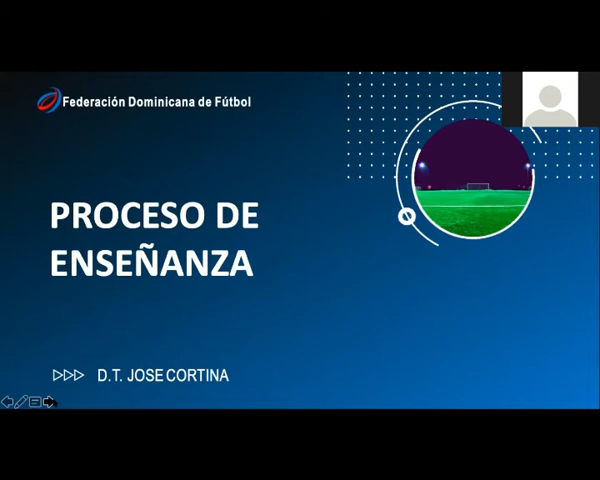 Federación Dominicana de Fútbol
PROCESO DE
ENSEÑANZA
D.T. JOSE CORTINA